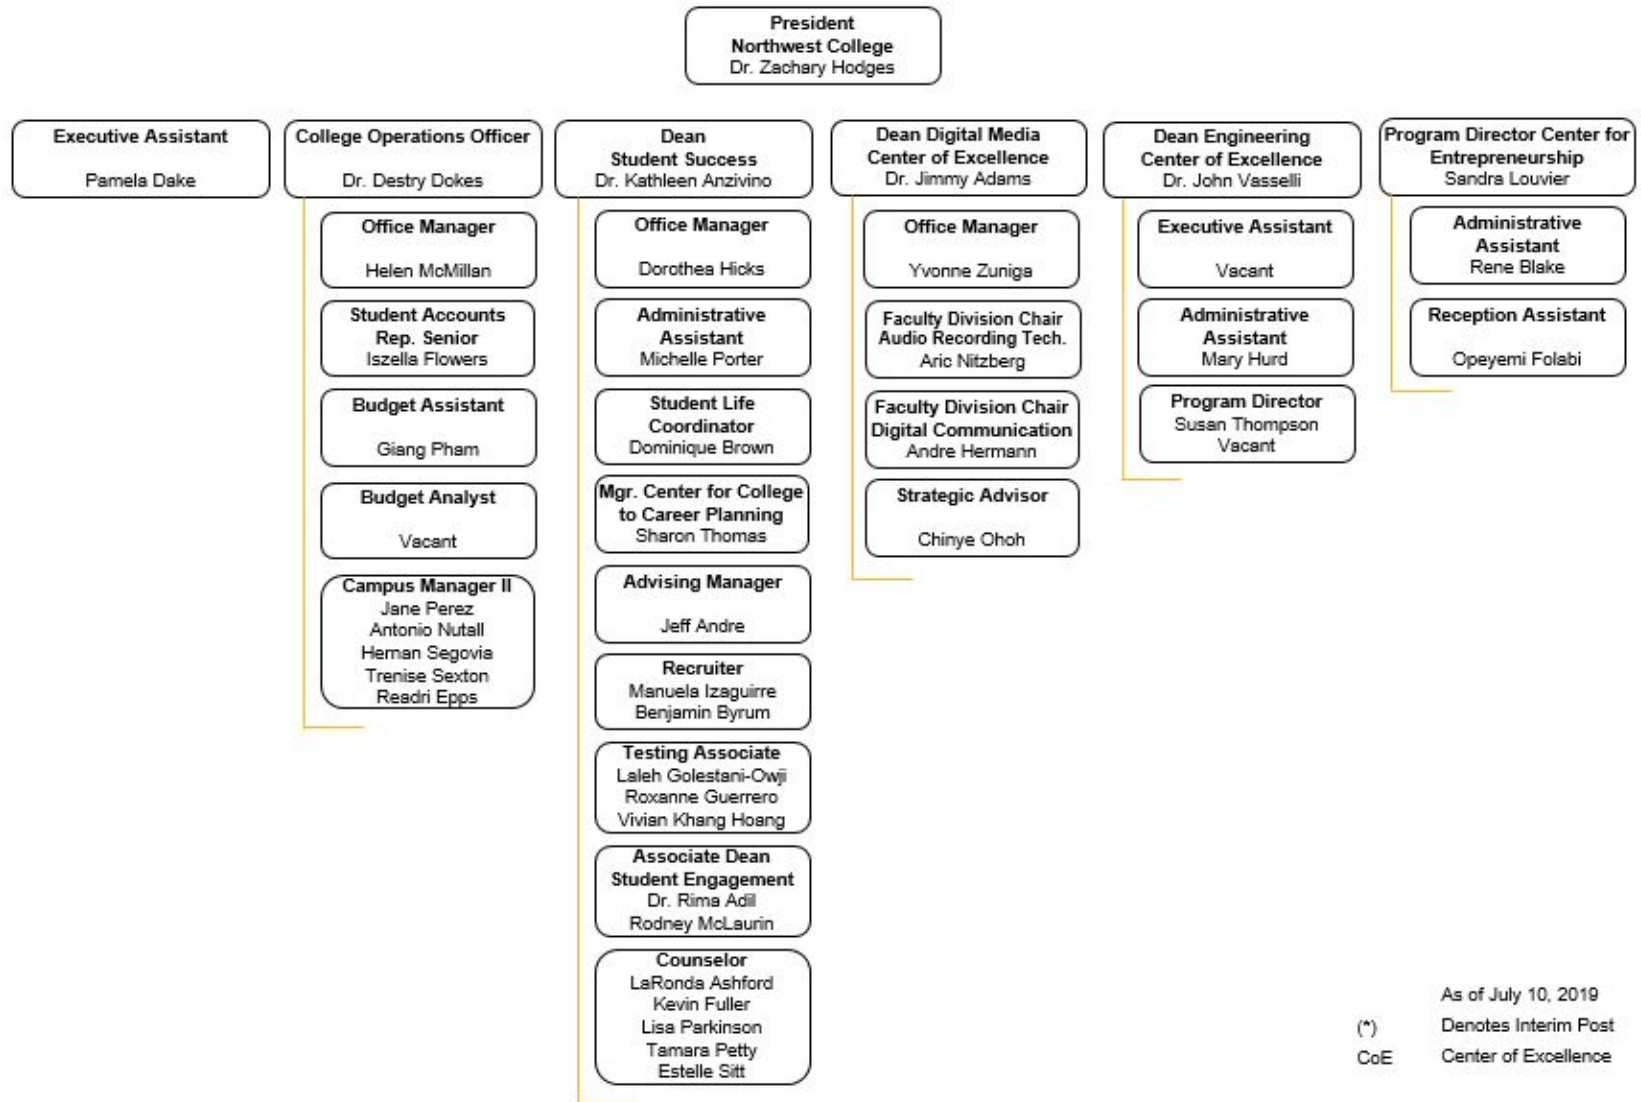 President
Northwest College
Dr. Zachary Hodges
Executive Assistant
Pamela Dake
College Operations Officer
Dr. Destry Dokes
Office Manager
Helen McMillan
Student Accounts
Rep. Senior
Iszella Flowers
Budget Assistant
Giang Pham
Budget Analyst
Vacant
Campus Manager II
Jane Perez
Antonio Nutall
Hernan Segovia
Trenise Sexton
Readri Epps
Dean
Student Success
Dr. Kathleen Anzivino
Office Manager
Dorothea Hicks
Administrative
Assistant
Michelle Porter
Student Life
Coordinator
Dominique Brown
Mgr. Center for College
to Career Planning
Sharon Thomas
Advising Manager
Jeff Andre
Recruiter
Manuela Izaguirre
Benjamin Byrum
Testing Associate
Laleh Golestani-Owji
Roxanne Guerrero
Vivian Khang Hoang
Associate Dean
Student Engagement
Dr. Rima Adil
Rodney McLaurin
Counselor
LaRonda Ashford
Kevin Fuller
Lisa Parkinson
Tamara Petty
Estelle Sitt
Dean Digital Media
Center of Excellence
Dr. Jimmy Adams
Office Manager
Yvonne Zuniga
Faculty Division Chair
Audio Recording Tech.
Aric Nitzberg
Faculty Division Chair
Digital Communication
Andre Hermann
Strategic Advisor
Chinye Ohoh
Dean Engineering
Center of Excellence
Dr. John Vasselli
Executive Assistant
Vacant
Administrative
Assistant
Mary Hurd
Program Director
Susan Thompson
Vacant
Program Director Center for
Entrepreneurship
Sandra Louvier
Administrative
Assistant
Rene Blake
Reception Assistant
Opeyemi Folabi
As of July 10, 2019
(*) Denotes Interim Post
CoE Center of Excellence